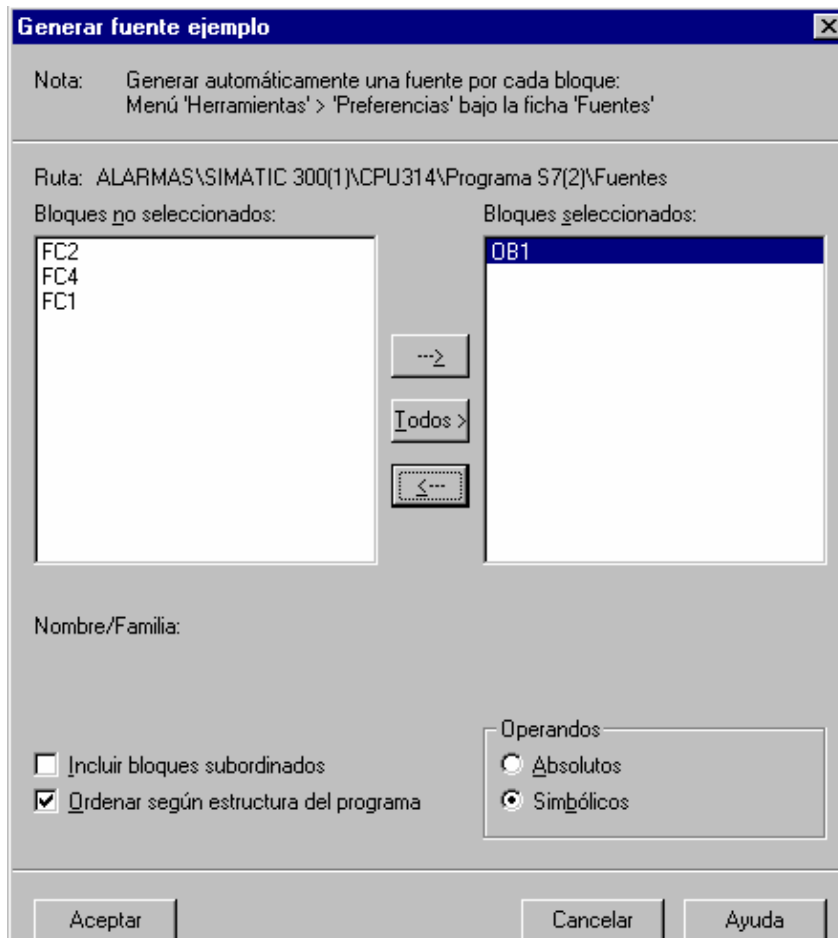 Generar fuente ejemplo
Nota: Generar automáticamente una fuente por cada bloque:
Menú 'Herramientas' > 'Preferencias' bajo la ficha 'Fuentes'
Ruta: ALARMAS\SIMATIC 300(1)\CPU314\Programa S7(2)\Fuentes
Bloques no seleccionados:
FC2
FC4
FC1
--->
Todos >
<---
Bloques seleccionados:
OB1
Nombre/Familia:
Incluir bloques subordinados
Ordenar según estructura del programa
Operandos
Absolutos
Simbólicos
Aceptar
Cancelar
Ayuda